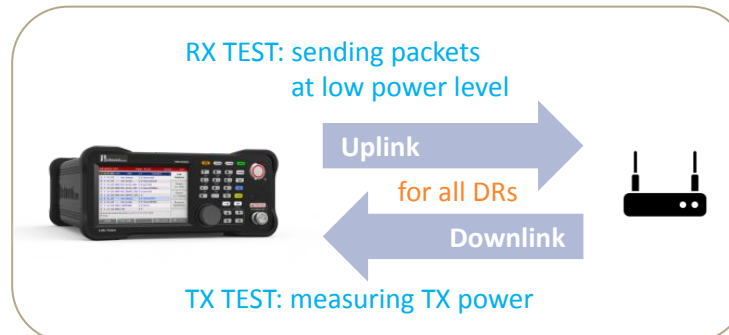 RX TEST: sending packets
at low power level
Uplink
for all DRs
Downlink
TX TEST: measuring TX power